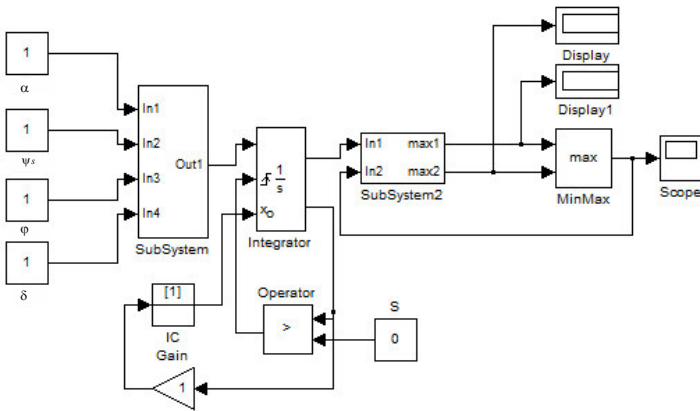 1
α
1
ψs
1
φ
1
δ
In1
In2
In3
In4
Out1
SubSystem
1
s
xo
Integrator
In1
In2
max1
max2
SubSystem2
Display
Display1
max
MinMax
Scope
[1]
IC
Gain
1
Operator
>
S
0